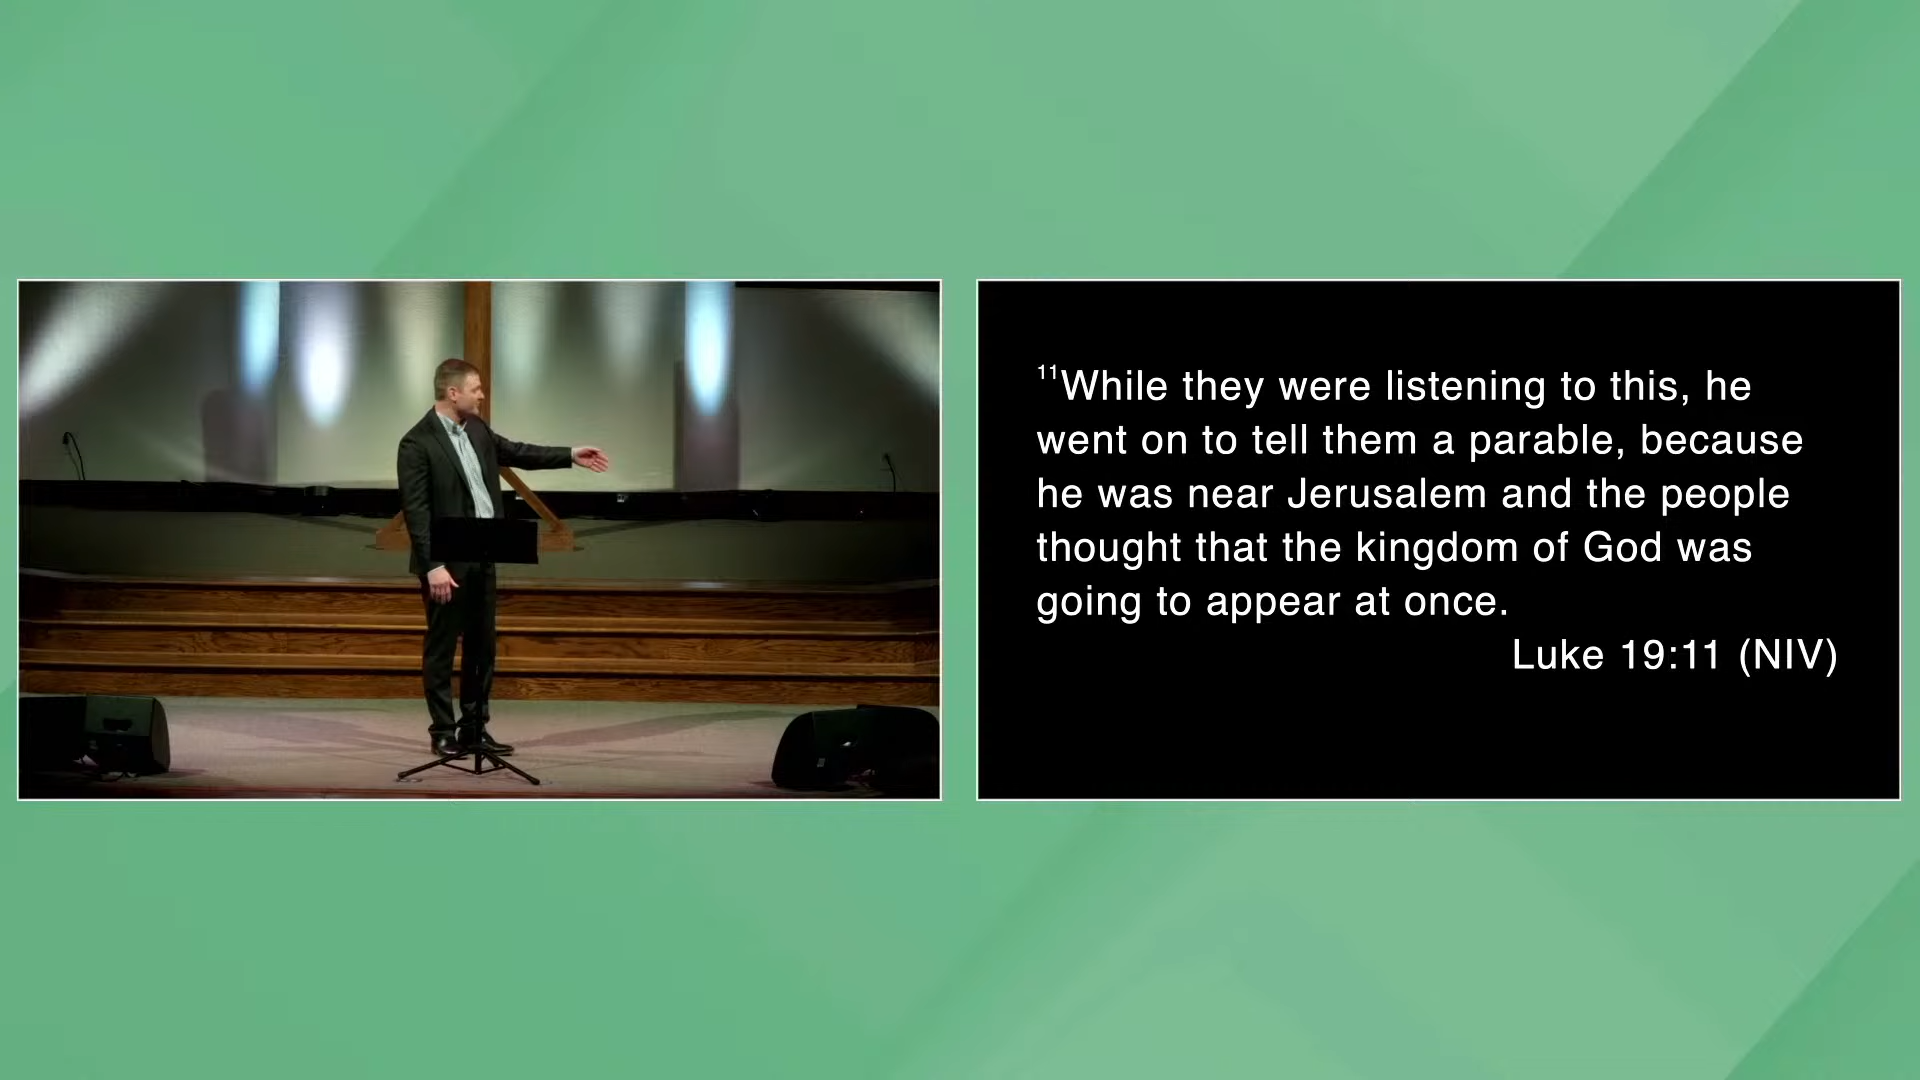 11While they were listening to this, he
went on to tell them a parable, because
he was near Jerusalem and the people
thought that the kingdom of God was
going to appear at once.
Luke 19:11 (NIV)